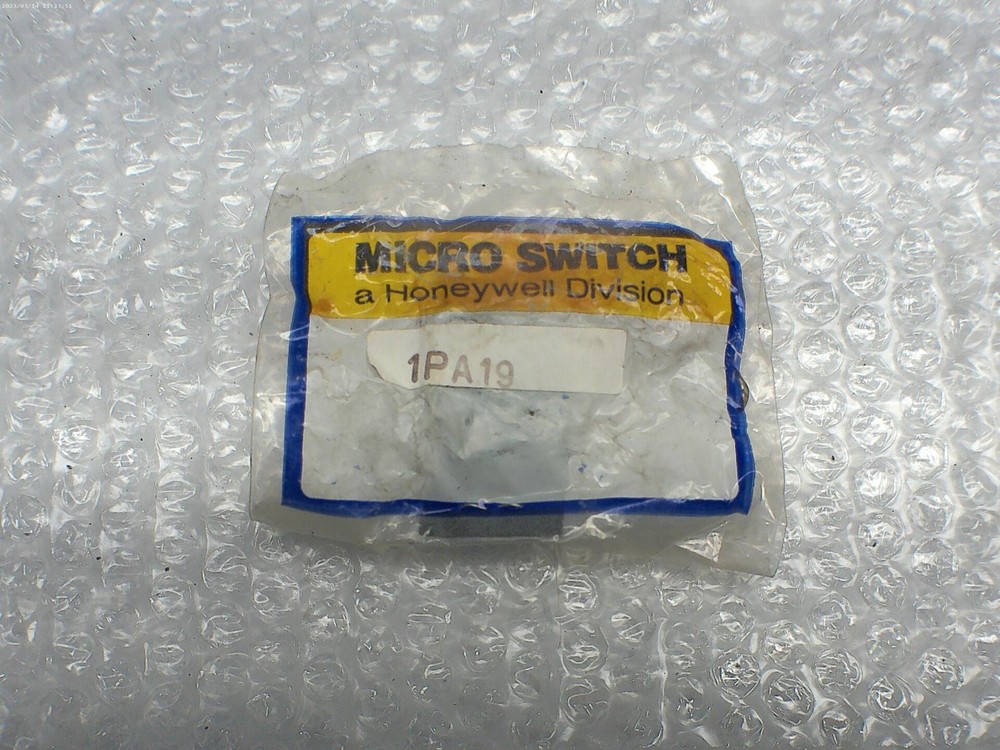 MICRO SWITCH
a Honeywell Division
1PA19